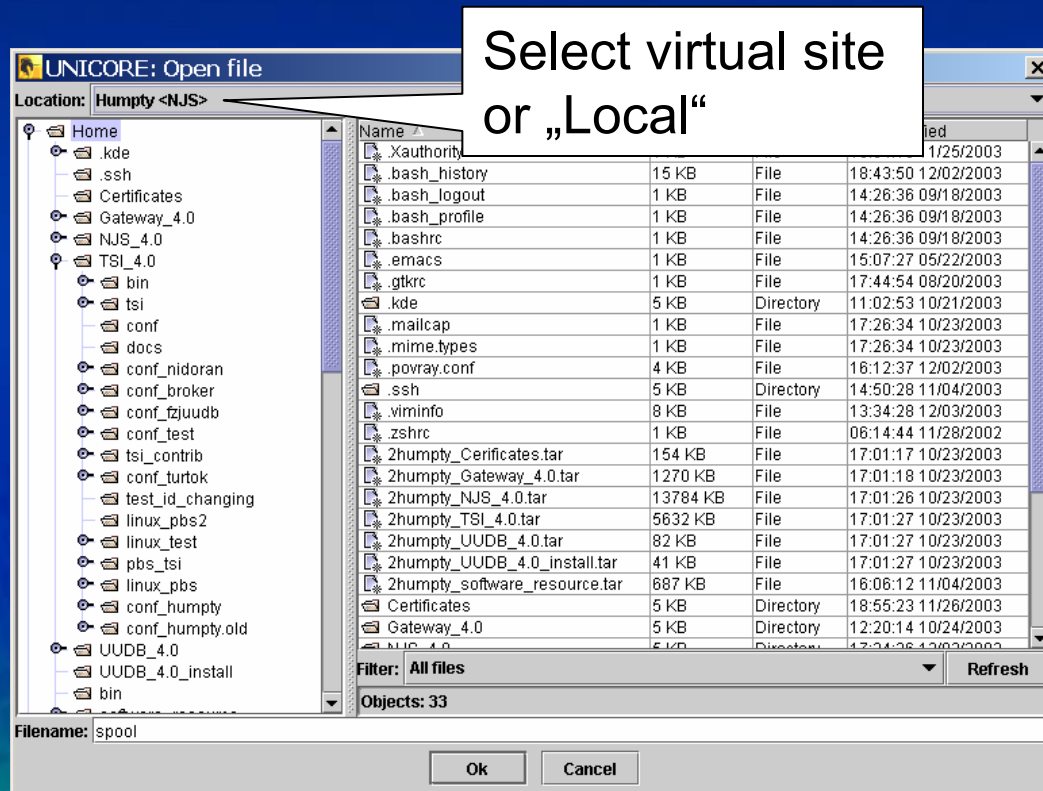 Select virtual site
or „Local“
UNICORE: Open file
Location: Humpty <NJS>
Home
.kde
.ssh
Certificates
Gateway_4.0
NJS_4.0
TSI_4.0
bin
tsi
conf
docs
conf_nidoran
conf_broker
conf_fzjuudb
conf_test
tsi_contrib
conf_turtok
test_id_changing
linux_pbs2
linux_test
pbs_tsi
linux_pbs
conf_humpty
conf_humpty.old
UUDB_4.0
UUDB_4.0_install
bin
Name
.Xauthority 1/25/2003
.bash_history 15 KB File 18:43:50 12/02/2003
.bash_logout 1 KB File 14:26:36 09/18/2003
.bash_profile 1 KB File 14:26:36 09/18/2003
.bashrc 1 KB File 14:26:36 09/18/2003
.emacs 1 KB File 15:07:27 05/22/2003
.gtkrc 1 KB File 17:44:54 08/20/2003
.kde 5 KB Directory 11:02:53 10/21/2003
.mailcap 1 KB File 17:26:34 10/23/2003
.mime.types 1 KB File 17:26:34 10/23/2003
.povray.conf 4 KB File 16:12:37 12/02/2003
.ssh 5 KB Directory 14:50:28 11/04/2003
.viminfo 8 KB File 13:34:28 12/03/2003
.zshrc 1 KB File 06:14:44 11/28/2002
2humpty_Cerificates.tar 154 KB File 17:01:17 10/23/2003
2humpty_Gateway_4.0.tar 1270 KB File 17:01:18 10/23/2003
2humpty_NJS_4.0.tar 13784 KB File 17:01:26 10/23/2003
2humpty_TSI_4.0.tar 5632 KB File 17:01:27 10/23/2003
2humpty_UUDB_4.0.tar 82 KB File 17:01:27 10/23/2003
2humpty_UUDB_4.0_install.tar 41 KB File 17:01:27 10/23/2003
2humpty_software_resource.tar 687 KB File 16:06:12 11/04/2003
Certificates 5 KB Directory 18:55:23 11/26/2003
Gateway_4.0 5 KB Directory 12:20:14 10/24/2003
Filter: All files Refresh
Objects: 33
Filename: spool
Ok Cancel